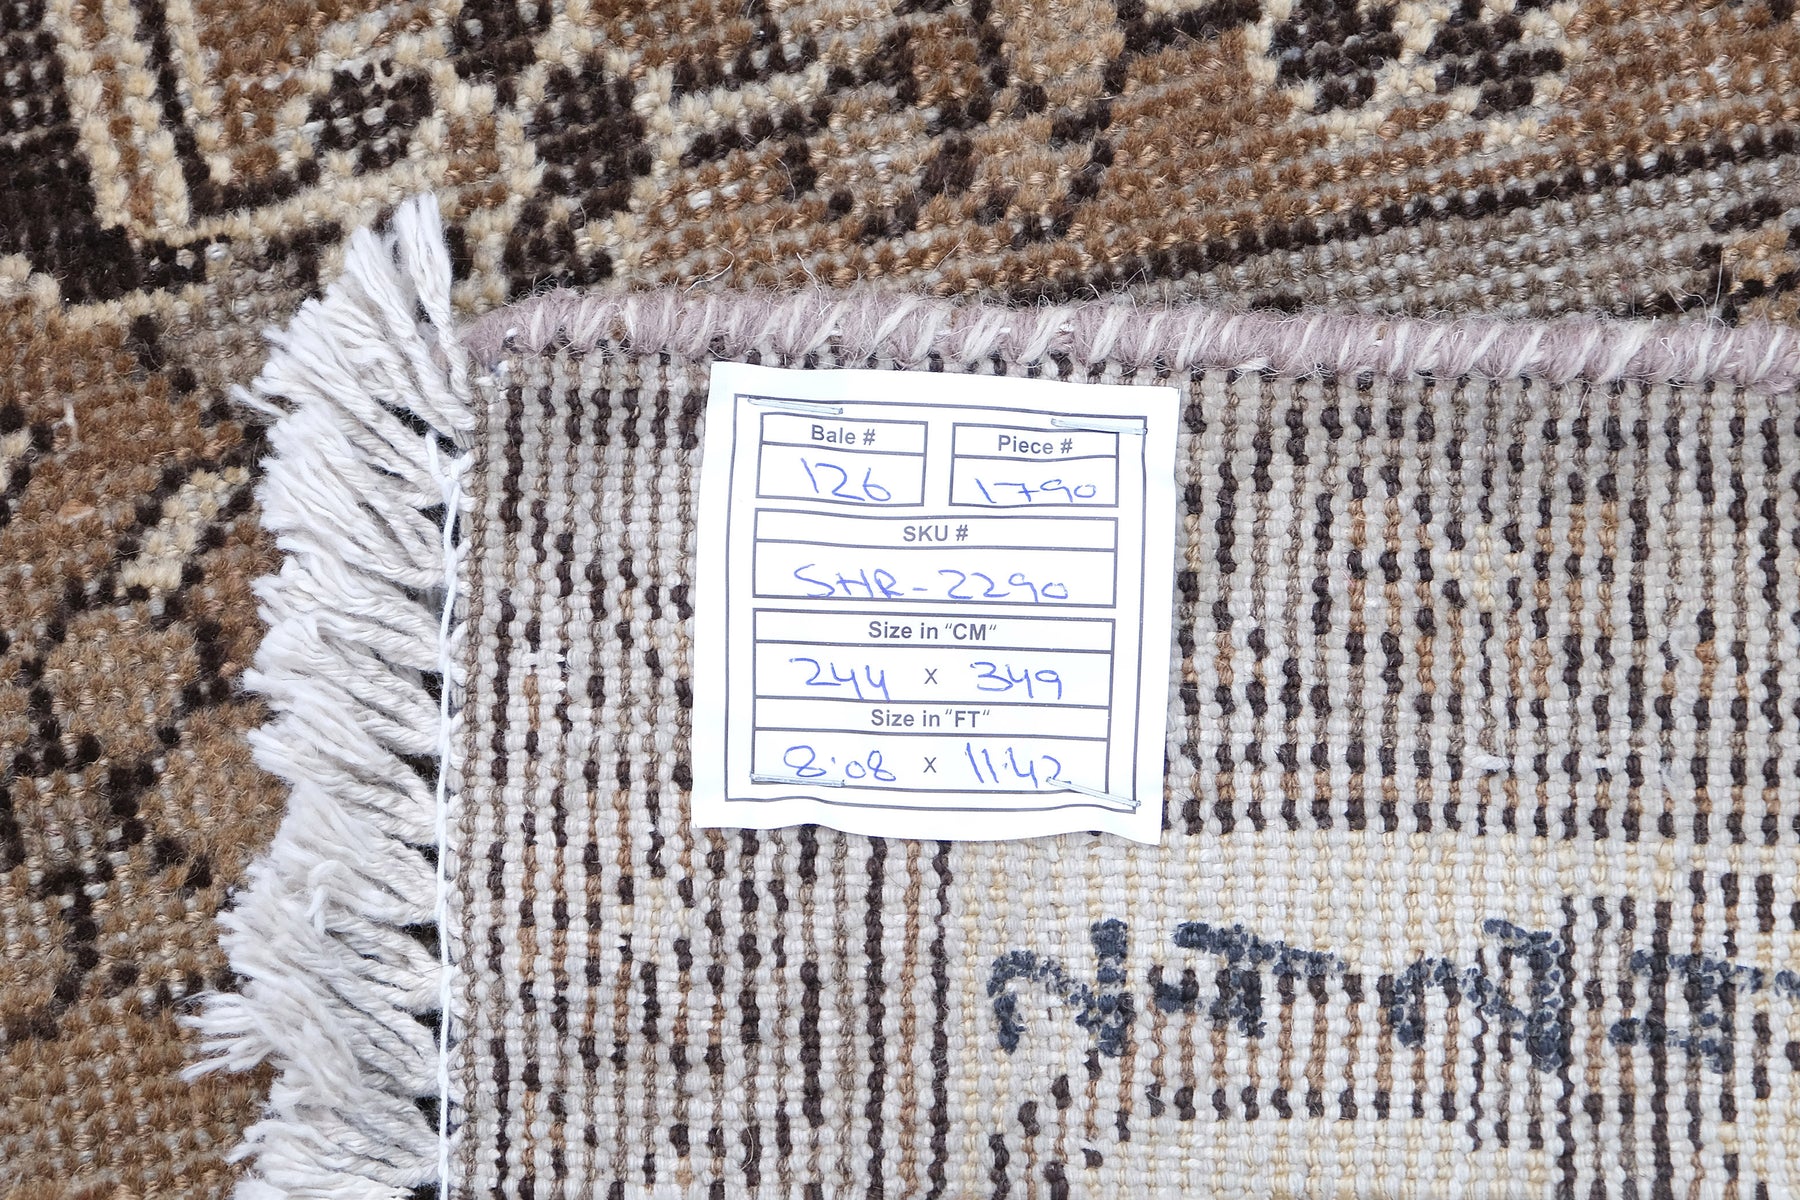 Bale # Piece #
126 1790
SKU #
SHR-2290
Size in "CM"
244 x 349
Size in "FT"
8.08 x 11.42